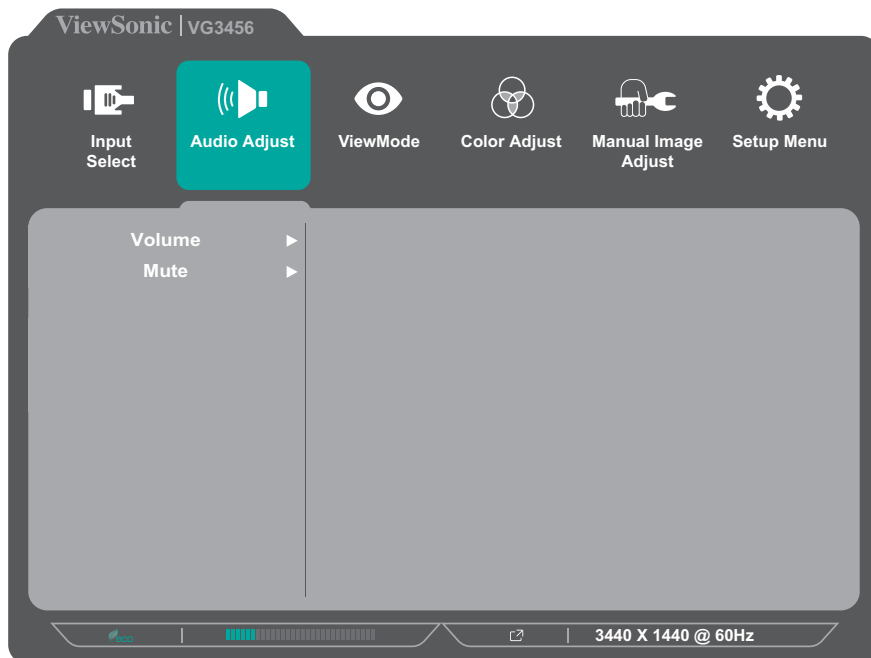 ViewSonic | VG3456
Input Select
Audio Adjust
ViewMode
Color Adjust
Manual Image Adjust
Setup Menu
Volume
Mute
eco
3440 X 1440 @ 60Hz